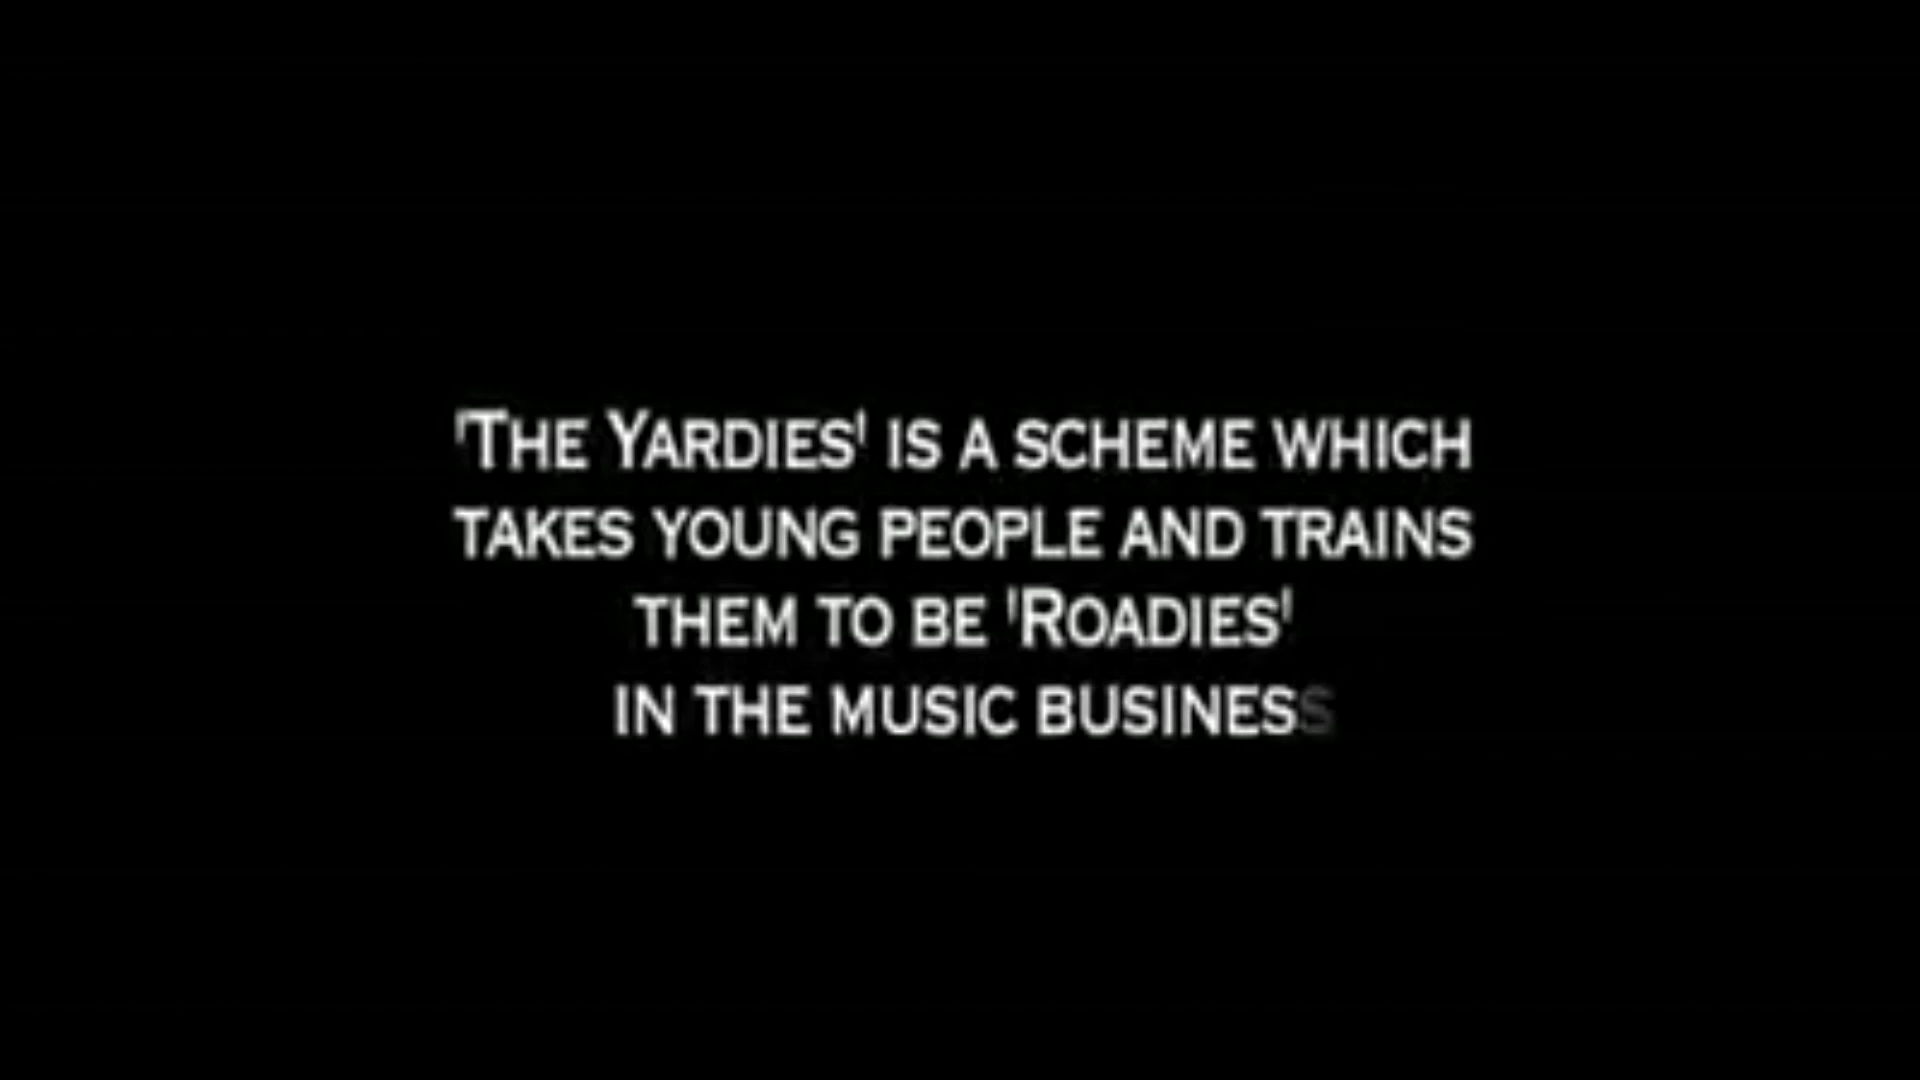 'THE YARDIES' IS A SCHEME WHICH
TAKES YOUNG PEOPLE AND TRAINS
THEM TO BE 'ROADIES'
IN THE MUSIC BUSINESS